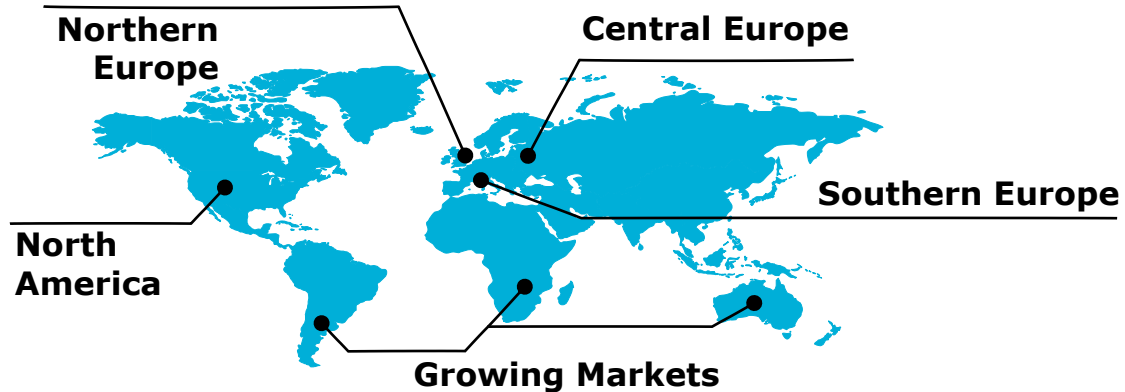 Northern
Europe
Central Europe
Southern Europe
North
America
Growing Markets